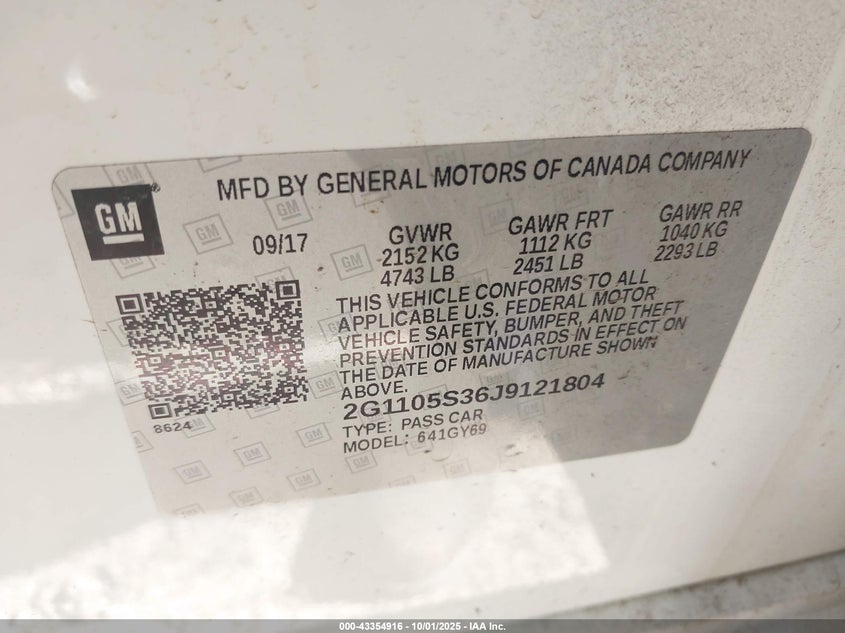 GM
MFD BY GENERAL MOTORS OF CANADA COMPANY
09/17
GVWR
2152 KG
4743 LB
GAWR FRT
1112 KG
2451 LB
GAWR RR
1040 KG
2293 LB
THIS VEHICLE CONFORMS TO ALL
APPLICABLE U.S. FEDERAL MOTOR
VEHICLE SAFETY, BUMPER, AND THEFT
PREVENTION STANDARDS IN EFFECT ON
THE DATE OF MANUFACTURE SHOWN
ABOVE.
2G1105S36J9121804
TYPE: PASS CAR
MODEL: 641GY69
8624
000-43354916 - 10/01/2025 - IAA Inc.